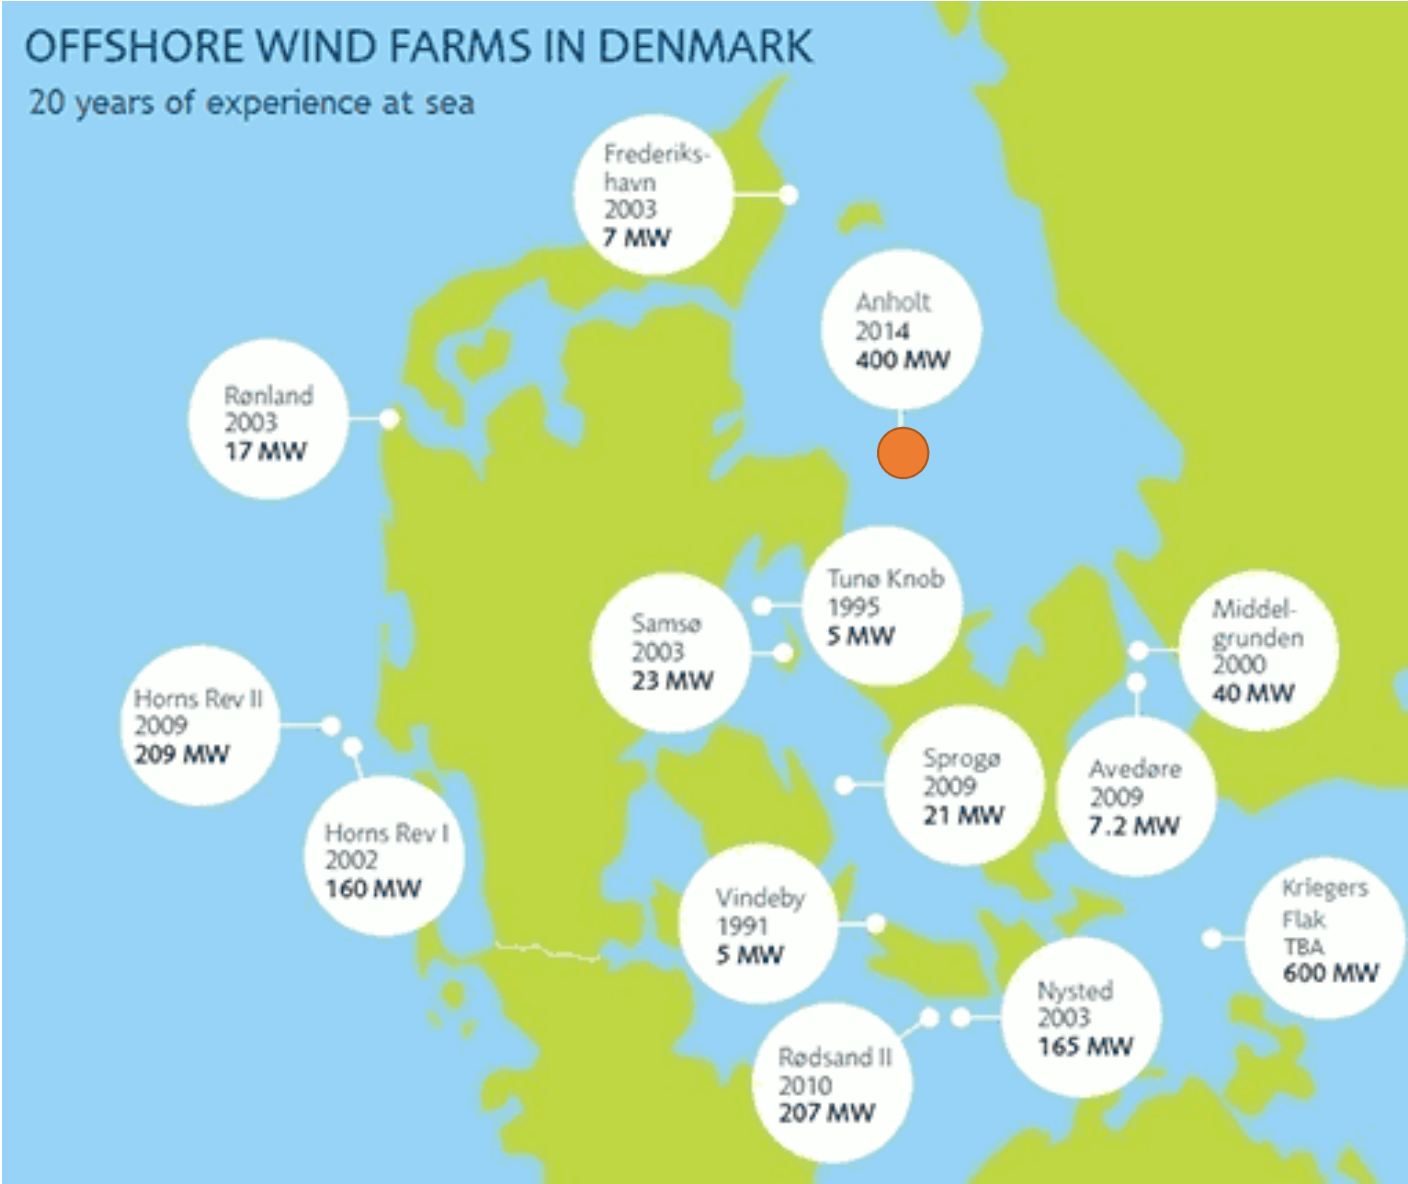 OFFSHORE WIND FARMS IN DENMARK
20 years of experience at sea
Frederiks-
havn
2003
7 MW
Anholt
2014
400 MW
Rønland
2003
17 MW
Tunø Knob
1995
5 MW
Samsø
2003
23 MW
Middel-
grunden
2000
40 MW
Horns Rev II
2009
209 MW
Horns Rev I
2002
160 MW
Sprogø
2009
21 MW
Avedøre
2009
7.2 MW
Vindeby
1991
5 MW
Kriegers
Flak
TBA
600 MW
Nysted
2003
165 MW
Rødsand II
2010
207 MW